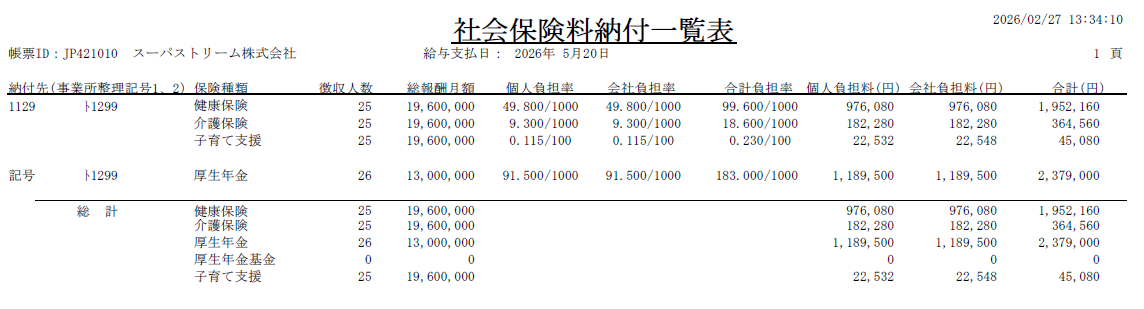 2026/02/27 13:34:10
社会保険料納付一覧表
帳票ID：JP421010 スーパストリーム株式会社 給与支払日： 2026年 5月20日 1 頁
納付先(事業所整理記号1、2) 保険種類 徴収人数 総報酬月額 個人負担率 会社負担率 合計負担率 個人負担料(円) 会社負担料(円) 合計(円)
1129 ﾄ1299 健康保険 25 19,600,000 49.800/1000 49.800/1000 99.600/1000 976,080 976,080 1,952,160
介護保険 25 19,600,000 9.300/1000 9.300/1000 18.600/1000 182,280 182,280 364,560
子育て支援 25 19,600,000 0.115/100 0.115/100 0.230/100 22,532 22,548 45,080
記号 ﾄ1299 厚生年金 26 13,000,000 91.500/1000 91.500/1000 183.000/1000 1,189,500 1,189,500 2,379,000
総 計 健康保険 25 19,600,000 976,080 976,080 1,952,160
介護保険 25 19,600,000 182,280 182,280 364,560
厚生年金 26 13,000,000 1,189,500 1,189,500 2,379,000
厚生年金基金 0 0 0 0 0
子育て支援 25 19,600,000 22,532 22,548 45,080